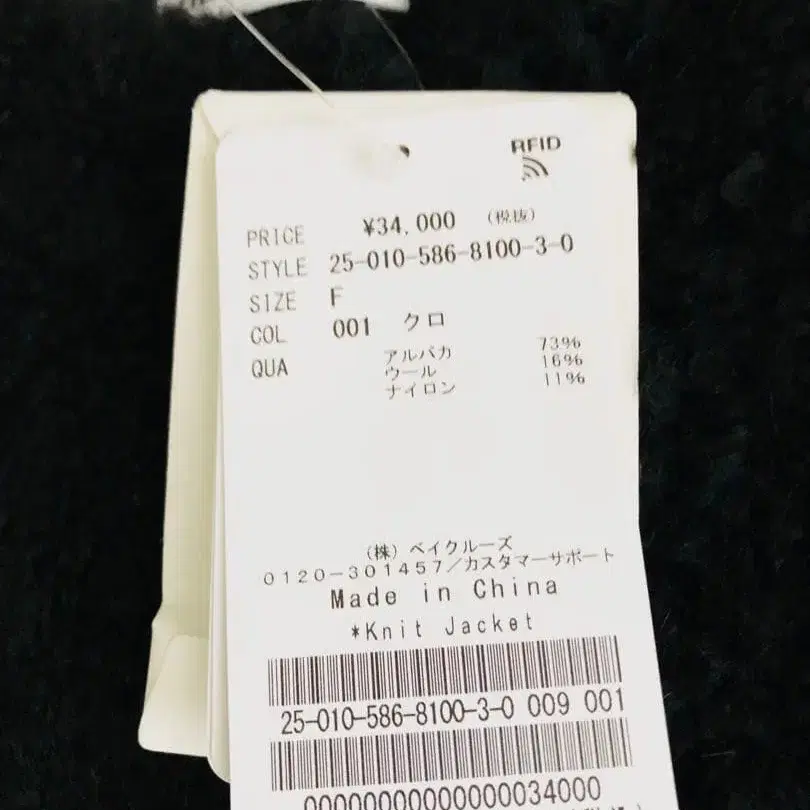 RFID
PRICE ¥34,000 (税抜)
STYLE 25-010-586-8100-3-0
SIZE F
COL 001 クロ
QUA アルパカ 73%
ウール 16%
ナイロン 11%
(株) ベイクルーズ
0120-301457/カスタマーサポート
Made in China
*Knit Jacket
25-010-586-8100-3-0 009 001